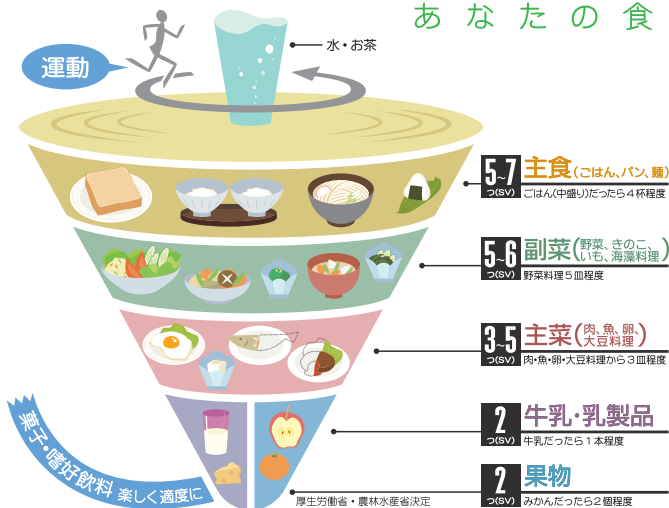 あなたの食
水・お茶
運動
5~7
つ(SV)
主食(ごはん、パン、麺)
ごはん(中盛り)だったら4杯程度
5~6
つ(SV)
副菜(野菜、きのこ、
いも、海藻料理)
野菜料理5皿程度
3~5
つ(SV)
主菜(肉、魚、卵、
大豆料理)
肉・魚・卵・大豆料理から3皿程度
2
つ(SV)
牛乳・乳製品
牛乳だったら1本程度
2
つ(SV)
果物
みかんだったら2個程度
菓子・嗜好飲料 楽しく適度に
厚生労働省・農林水産省決定